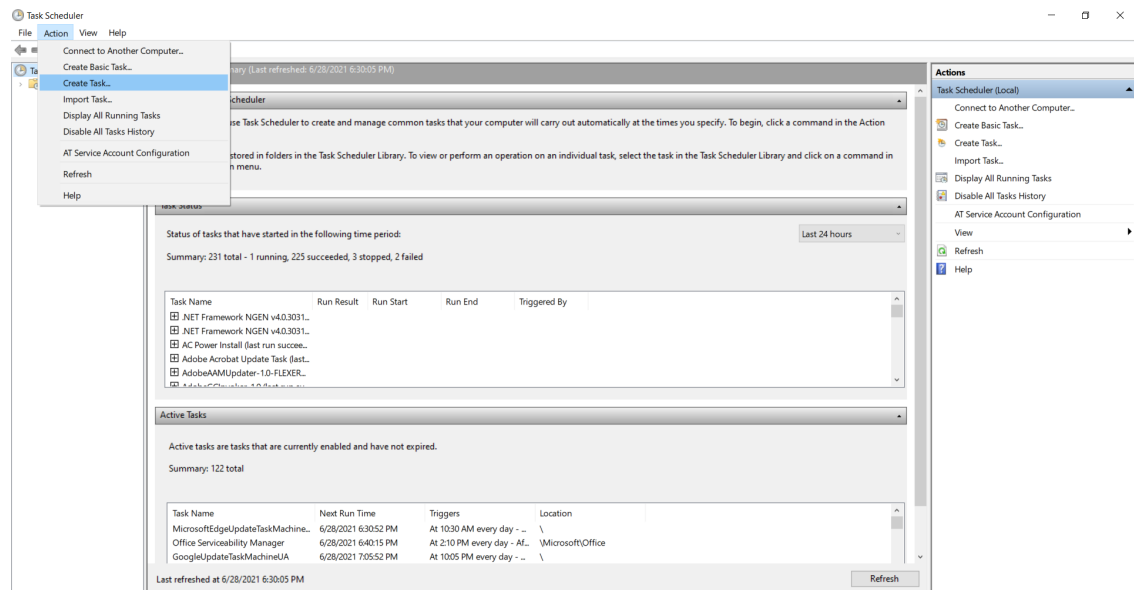 Task Scheduler
File Action View Help
Connect to Another Computer...
Create Basic Task...
Create Task...
Import Task...
Display All Running Tasks
Disable All Tasks History
AT Service Account Configuration
Refresh
Help
(Last refreshed: 6/28/2021 6:30:05 PM)
Scheduler
use Task Scheduler to create and manage common tasks that your computer will carry out automatically at the times you specify. To begin, click a command in the Action
stored in folders in the Task Scheduler Library. To view or perform an operation on an individual task, select the task in the Task Scheduler Library and click on a command in
menu.
Task Status
Status of tasks that have started in the following time period:
Last 24 hours
Summary: 231 total - 1 running, 225 succeeded, 3 stopped, 2 failed
Task Name Run Result Run Start Run End Triggered By
.NET Framework NGEN v4.0.3031...
.NET Framework NGEN v4.0.3031...
AC Power Install (last run succee...
Adobe Acrobat Update Task (last...
AdobeAAMUpdater-1.0-FLEXER...
Active Tasks
Active tasks are tasks that are currently enabled and have not expired.
Summary: 122 total
Task Name Next Run Time Triggers Location
MicrosoftEdgeUpdateTaskMachine... 6/28/2021 6:30:52 PM At 10:30 AM every day - ... \
Office Serviceability Manager 6/28/2021 6:40:15 PM At 2:10 PM every day - Af... \Microsoft\Office
GoogleUpdateTaskMachineUA 6/28/2021 7:05:52 PM At 10:05 PM every day - ... \
Last refreshed at 6/28/2021 6:30:05 PM
Refresh
Actions
Task Scheduler (Local)
Connect to Another Computer...
Create Basic Task...
Create Task...
Import Task...
Display All Running Tasks
Disable All Tasks History
AT Service Account Configuration
View
Refresh
Help